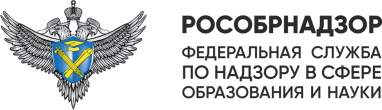 РОСОБРНАДЗОР
ФЕДЕРАЛЬНАЯ СЛУЖБА
ПО НАДЗОРУ В СФЕРЕ
ОБРАЗОВАНИЯ И НАУКИ